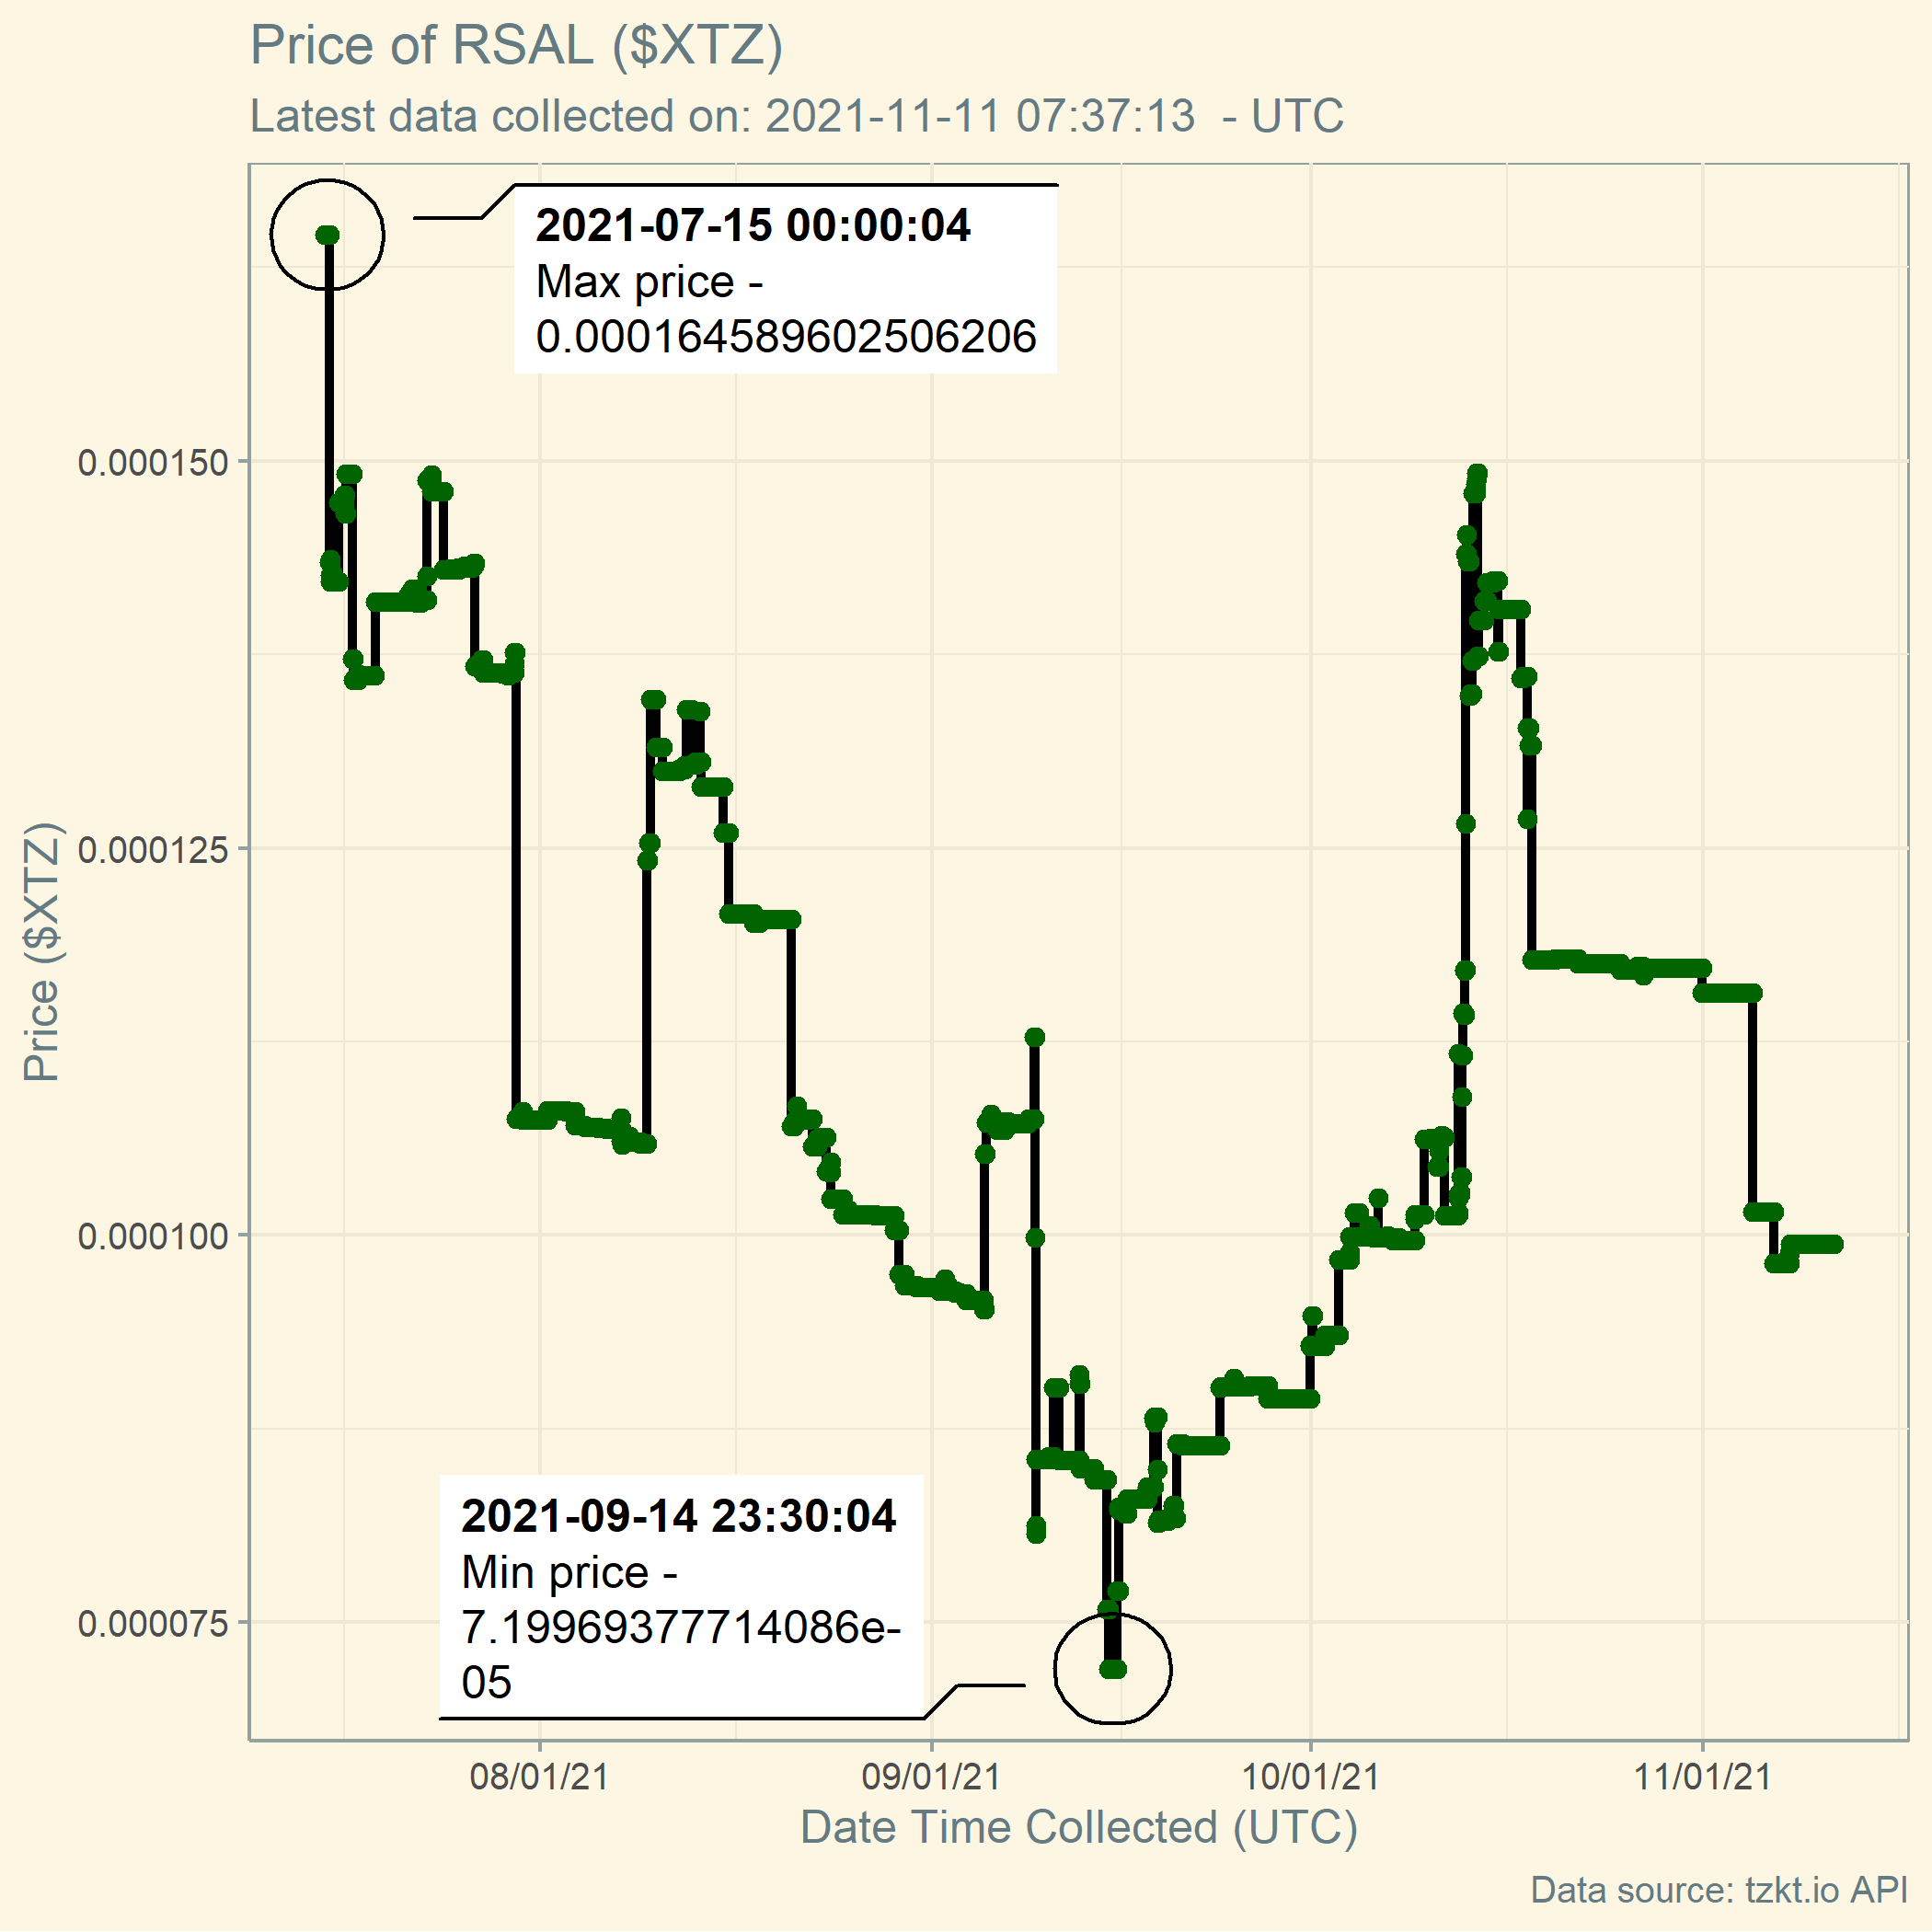 Price of RSAL ($XTZ)
Latest data collected on: 2021-11-11 07:37:13  - UTC
2021-07-15 00:00:04
Max price -
0.000164589602506206
0.000150
0.000125
0.000100
0.000075
Price ($XTZ)
2021-09-14 23:30:04
Min price -
7.19969377714086e-
05
08/01/21
09/01/21
10/01/21
11/01/21
Date Time Collected (UTC)
Data source: tzkt.io API